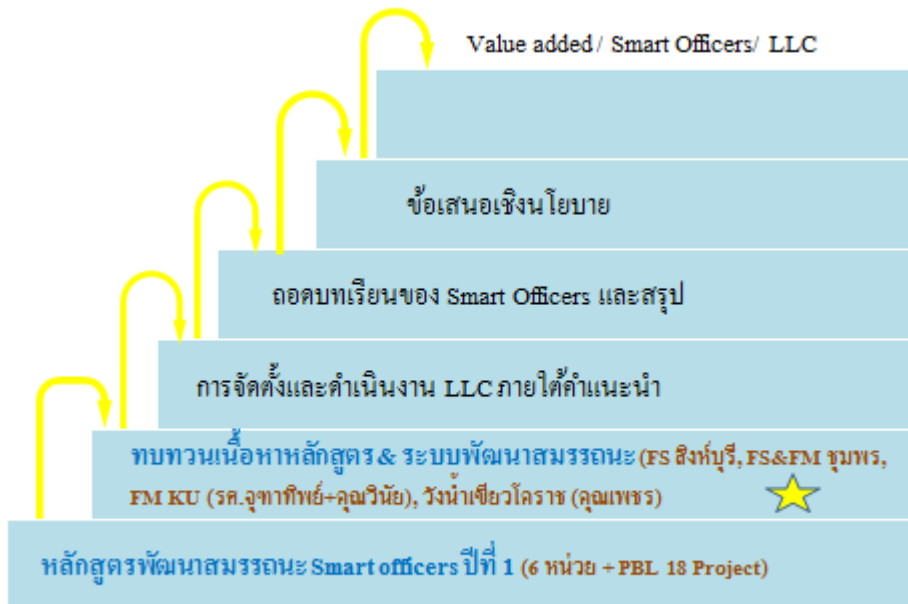 Value added / Smart Officers/ LLC
ข้อเสนอเชิงนโยบาย
ถอดบทเรียนของ Smart Officers และสรุป
การจัดตั้งและดำเนินงาน LLC ภายใต้คำแนะนำ
ทบทวนเนื้อหาหลักสูตร & ระบบพัฒนาสมรรถนะ (FS สิงห์บุรี, FS&FM ชุมพร,
FM KU (รศ.จุฑาทิพย์+คุณวินัย), วังน้ำเขียวโคราช (คุณเพชร)
หลักสูตรพัฒนาสมรรถนะ Smart officers ปีที่ 1 (6 หน่วย + PBL 18 Project)